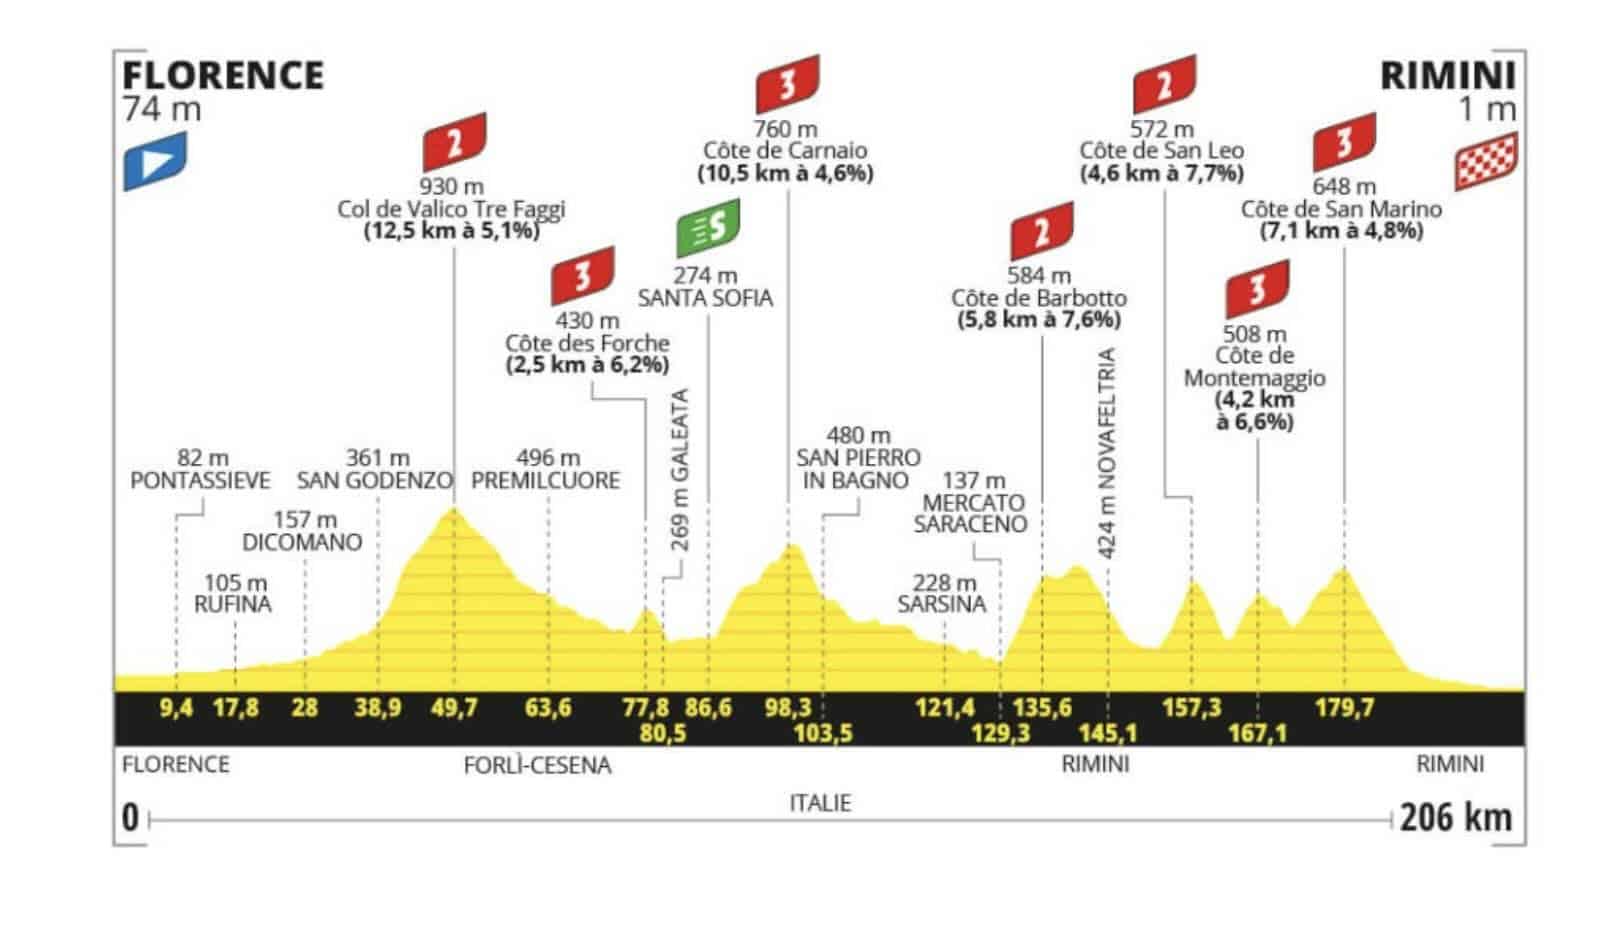 FLORENCE
74 m
RIMINI
1 m
2
930 m
Col de Valico Tre Faggi
(12,5 km à 5,1%)
3
430 m
Côte des Forche
(2,5 km à 6,2%)
S
274 m
SANTA SOFIA
3
760 m
Côte de Carnaio
(10,5 km à 4,6%)
2
584 m
Côte de Barbotto
(5,8 km à 7,6%)
2
572 m
Côte de San Leo
(4,6 km à 7,7%)
3
508 m
Côte de
Montemaggio
(4,2 km
à 6,6%)
3
648 m
Côte de San Marino
(7,1 km à 4,8%)
82 m
PONTASSIEVE
105 m
RUFINA
157 m
DICOMANO
361 m
SAN GODENZO
496 m
PREMILCUORE
269 m GALEATA
480 m
SAN PIERRO
IN BAGNO
228 m
SARSINA
137 m
MERCATO
SARACENO
424 m NOVAFELTRIA
9,4 17,8 28 38,9 49,7 63,6 77,8 86,6 98,3 121,4 135,6 157,3 179,7
80,5 103,5 129,3 145,1 167,1
FLORENCE FORLÌ-CESENA RIMINI RIMINI
ITALIE
0 206 km